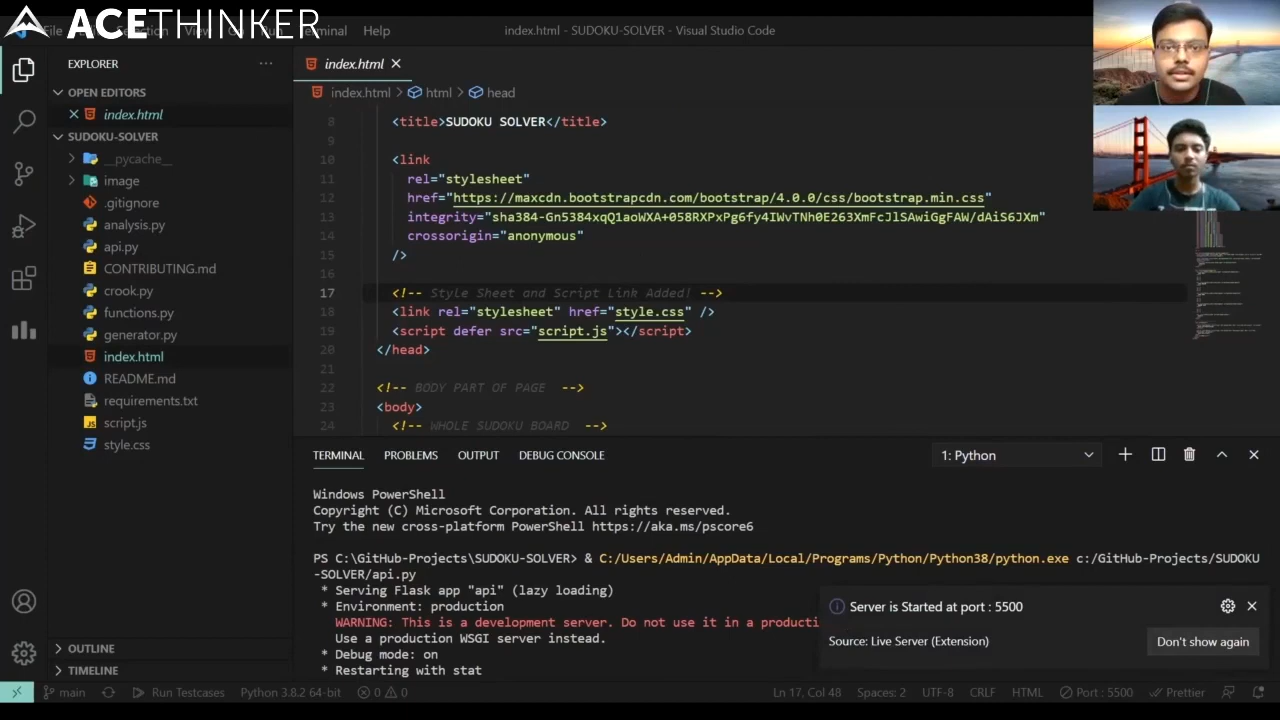 ACETHINKER
Terminal Help
index.html - SUDOKU-SOLVER - Visual Studio Code
EXPLORER
OPEN EDITORS
index.html
SUDOKU-SOLVER
__pycache__
image
.gitignore
analysis.py
api.py
CONTRIBUTING.md
crook.py
functions.py
generator.py
index.html
README.md
requirements.txt
script.js
style.css
OUTLINE
TIMELINE
index.html
index.html > html > head
8 <title>SUDOKU SOLVER</title>
9
10 <link
11 rel="stylesheet"
12 href="https://maxcdn.bootstrapcdn.com/bootstrap/4.0.0/css/bootstrap.min.css"
13 integrity="sha384-Gn5384xqQ1aoWXA+058RXPxPg6fy4IWvTNh0E263XmFcJlSAwiGgFAW/dAiS6JXm"
14 crossorigin="anonymous"
15 />
16
17 <!-- Style Sheet and Script Link Added! -->
18 <link rel="stylesheet" href="style.css" />
19 <script defer src="script.js"></script>
20 </head>
21
22 <!-- BODY PART OF PAGE -->
23 <body>
24 <!-- WHOLE SUDOKU BOARD -->
TERMINAL PROBLEMS OUTPUT DEBUG CONSOLE 1: Python
Windows PowerShell
Copyright (C) Microsoft Corporation. All rights reserved.
Try the new cross-platform PowerShell https://aka.ms/pscore6
PS C:\GitHub-Projects\SUDOKU-SOLVER> & C:/Users/Admin/AppData/Local/Programs/Python/Python38/python.exe c:/GitHub-Projects/SUDOKU
-SOLVER/api.py
* Serving Flask app "api" (lazy loading)
* Environment: production
WARNING: This is a development server. Do not use it in a producti
Use a production WSGI server instead.
* Debug mode: on
* Restarting with stat
Server is Started at port : 5500
Source: Live Server (Extension)
Don't show again
main Run Testcases Python 3.8.2 64-bit 0 0 Ln 17, Col 48 Spaces: 2 UTF-8 CRLF HTML Port : 5500 Prettier